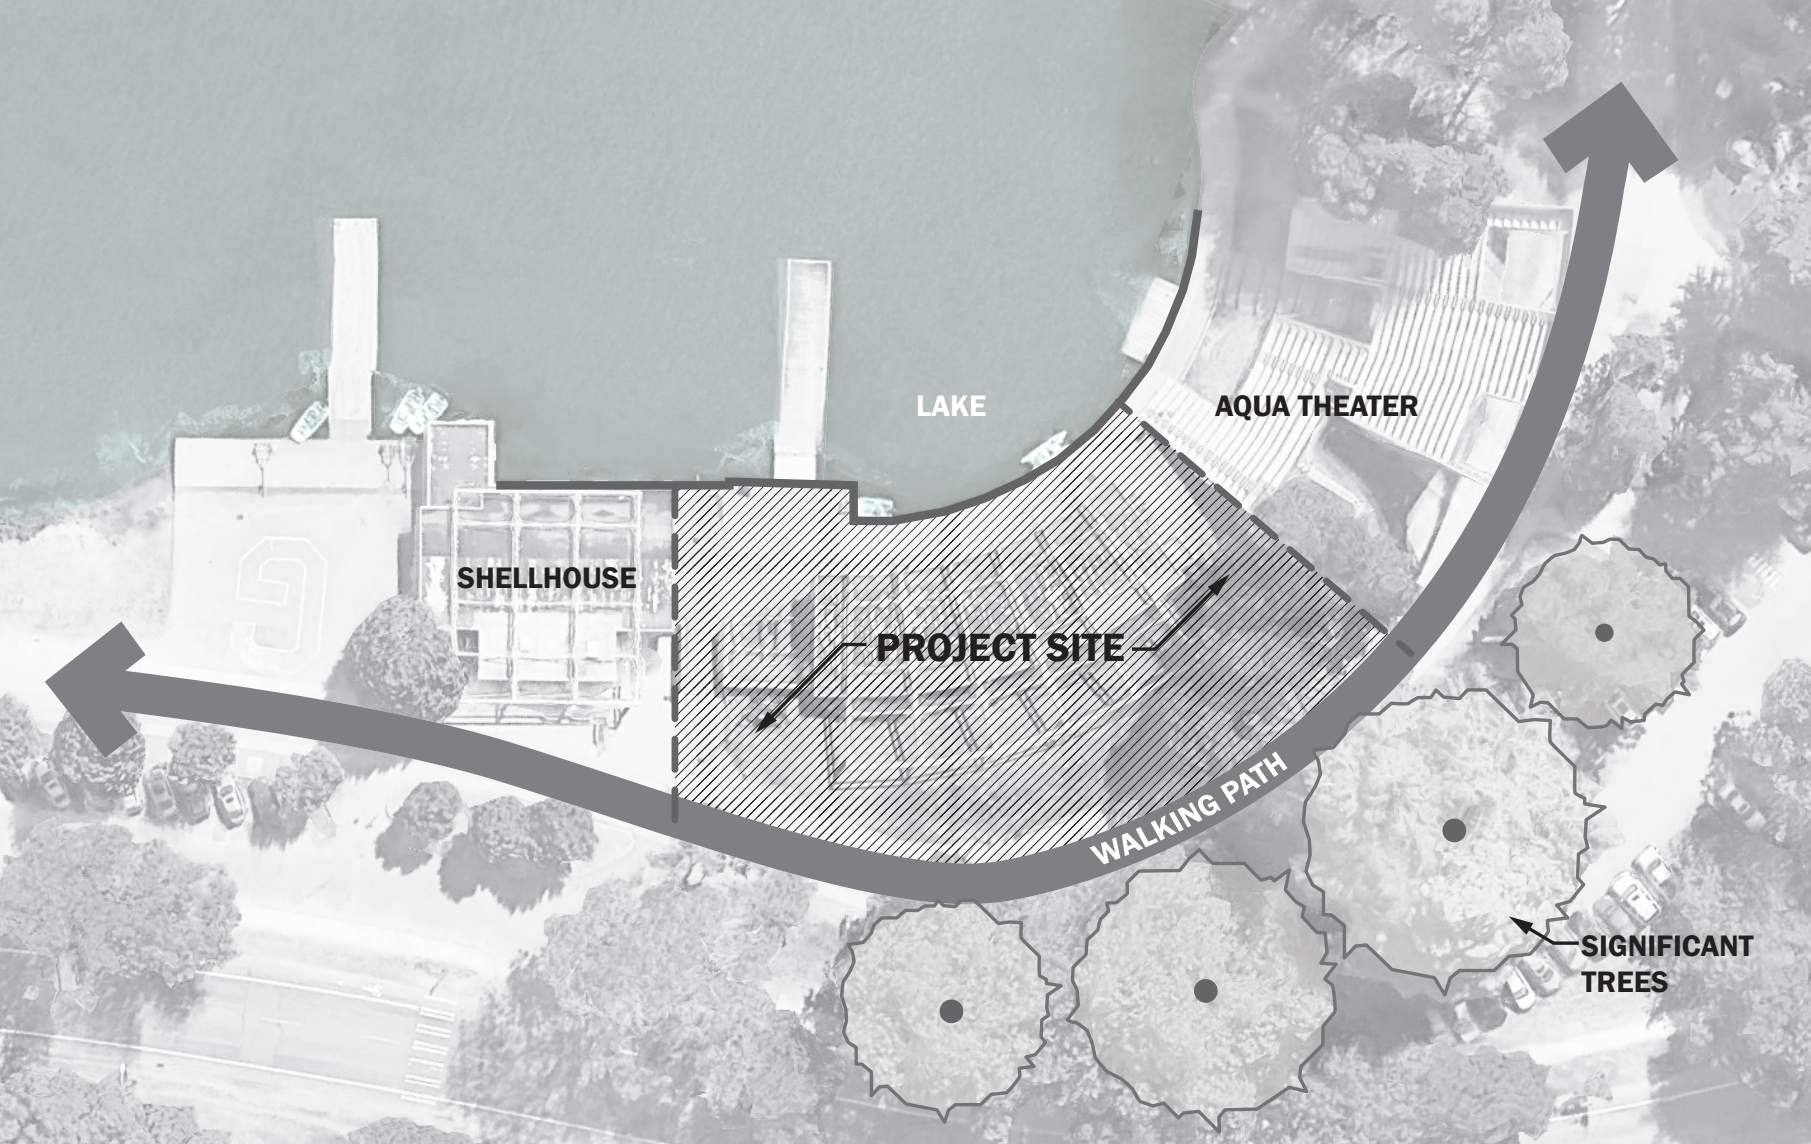 LAKE
AQUA THEATER
SHELLHOUSE
PROJECT SITE
WALKING PATH
SIGNIFICANT
TREES